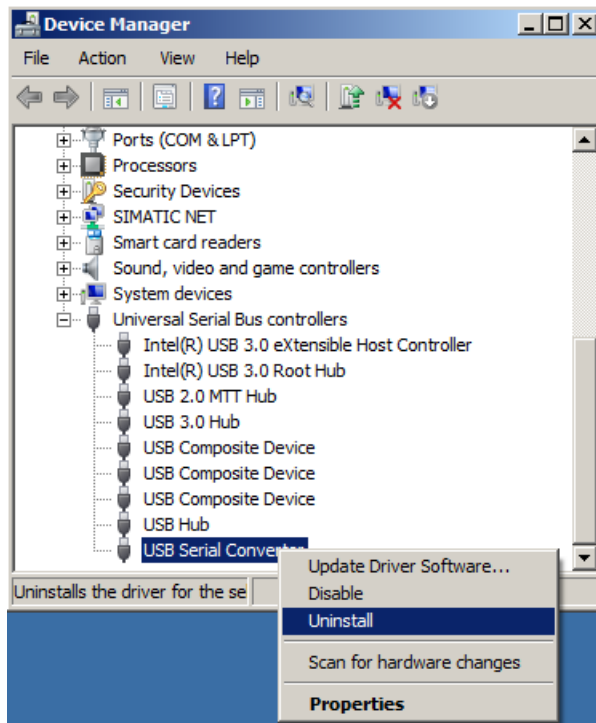 Device Manager
File Action View Help
Ports (COM & LPT)
Processors
Security Devices
SIMATIC NET
Smart card readers
Sound, video and game controllers
System devices
Universal Serial Bus controllers
Intel(R) USB 3.0 eXtensible Host Controller
Intel(R) USB 3.0 Root Hub
USB 2.0 MTT Hub
USB 3.0 Hub
USB Composite Device
USB Composite Device
USB Composite Device
USB Hub
USB Serial Converter
Update Driver Software...
Disable
Uninstall
Scan for hardware changes
Properties
Uninstalls the driver for the se